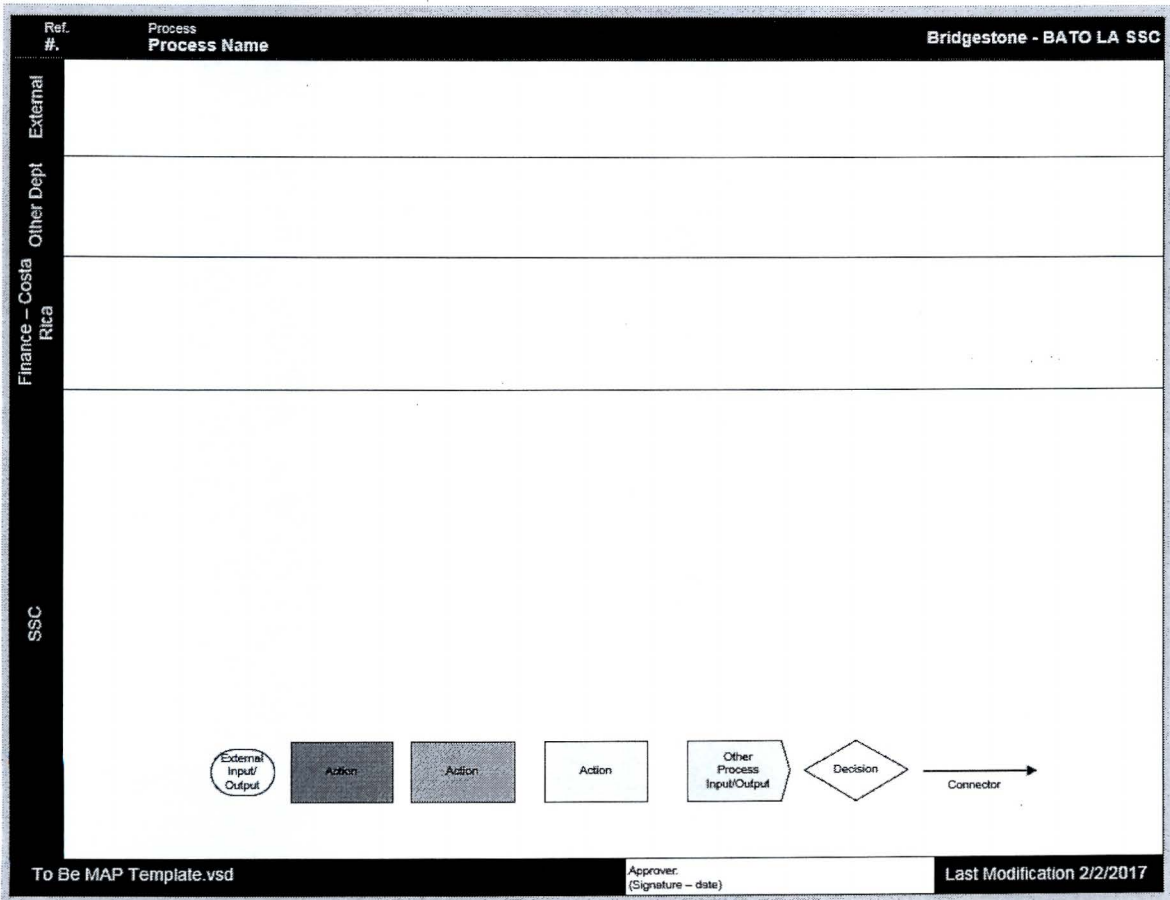 Ref.
#.
Process
Process Name
Bridgestone - BATO LA SSC
External
Other Dept
Finance – Costa
Rica
SSC
External
Input/
Output
Action
Action
Action
Other
Process
Input/Output
Decision
Connector
To Be MAP Template.vsd
Approver.
(Signature – date)
Last Modification 2/2/2017